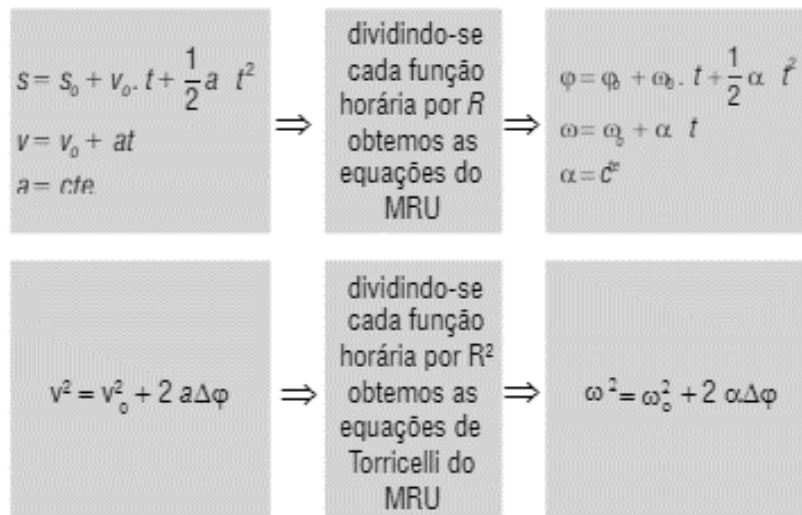 s = s₀ + v₀. t + 1/2 a t²
v = v₀ + at
a = cte
⇒
dividindo-se
cada função
horária por R
obtemos as
equações do
MRU
⇒
φ = φ₀ + ω₀. t + 1/2 α t²
ω = ω₀ + α t
α = cᵗᵉ
v² = v²₀ + 2 aΔφ
⇒
dividindo-se
cada função
horária por R²
obtemos as
equações de
Torricelli do
MRU
⇒
ω² = ω²₀ + 2 αΔφ